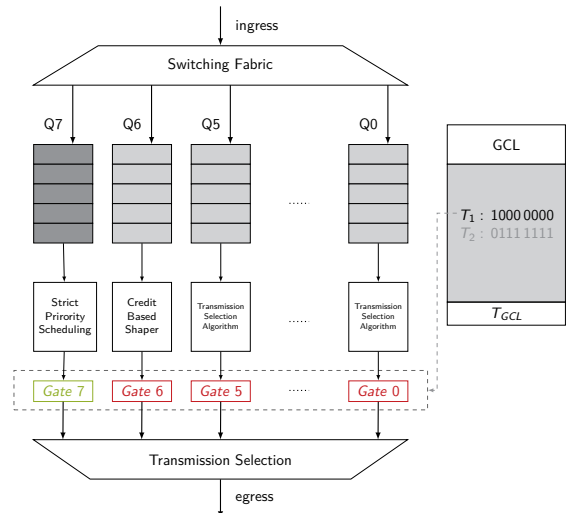 ingress
Switching Fabric
Q7 Q6 Q5 Q0
GCL
.....
T1 : 1000 0000
T2 : 0111 1111
Strict
Prirority
Scheduling
Credit
Based
Shaper
Transmission
Selection
Algorithm
.....
Transmission
Selection
Algorithm
TGCL
Gate 7 Gate 6 Gate 5 ..... Gate 0
Transmission Selection
egress